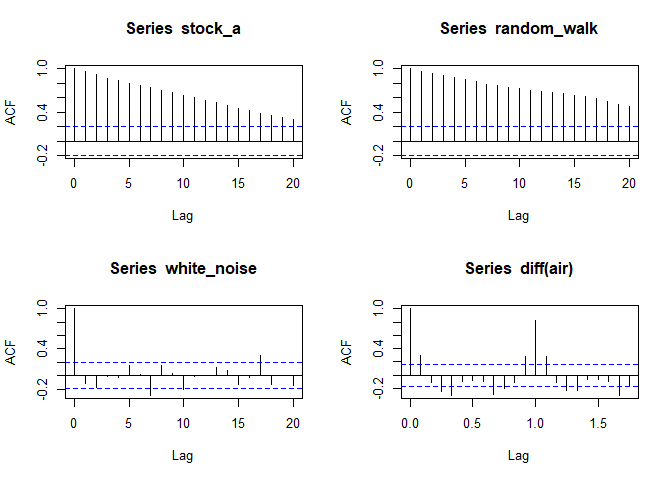 Series stock_a
ACF
-0.2 0.4 1.0
0 5 10 15 20
Lag
Series random_walk
ACF
-0.2 0.4 1.0
0 5 10 15 20
Lag
Series white_noise
ACF
-0.2 0.4 1.0
0 5 10 15 20
Lag
Series diff(air)
ACF
-0.2 0.4 1.0
0.0 0.5 1.0 1.5
Lag